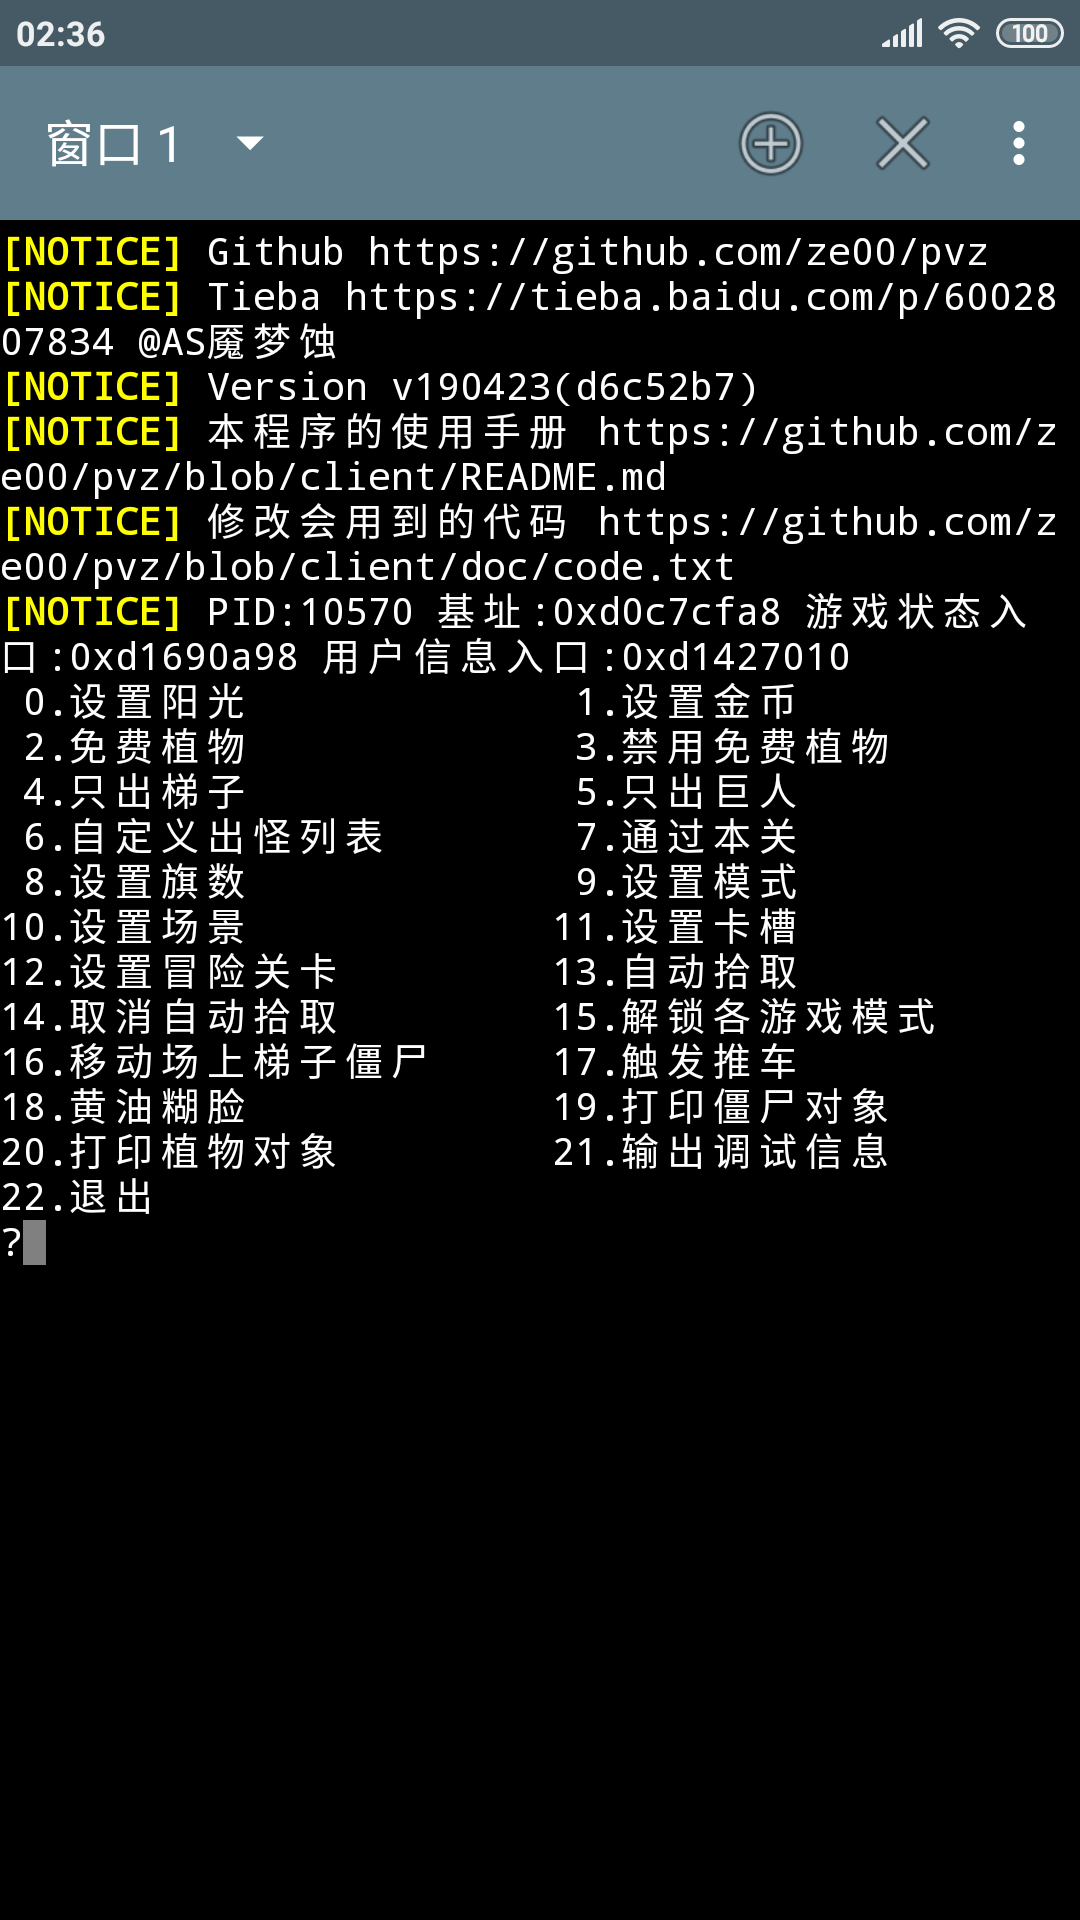 02:36
100
窗口 1
[NOTICE] Github https://github.com/ze00/pvz
[NOTICE] Tieba https://tieba.baidu.com/p/60028
07834 @AS魇梦蚀
[NOTICE] Version v190423(d6c52b7)
[NOTICE] 本程序的使用手册 https://github.com/z
e00/pvz/blob/client/README.md
[NOTICE] 修改会用到的代码 https://github.com/z
e00/pvz/blob/client/doc/code.txt
[NOTICE] PID:10570 基址:0xd0c7cfa8 游戏状态入
口:0xd1690a98 用户信息入口:0xd1427010
0.设置阳光 1.设置金币
2.免费植物 3.禁用免费植物
4.只出梯子 5.只出巨人
6.自定义出怪列表 7.通过本关
8.设置旗数 9.设置模式
10.设置场景 11.设置卡槽
12.设置冒险关卡 13.自动拾取
14.取消自动拾取 15.解锁各游戏模式
16.移动场上梯子僵尸 17.触发推车
18.黄油糊脸 19.打印僵尸对象
20.打印植物对象 21.输出调试信息
22.退出
?